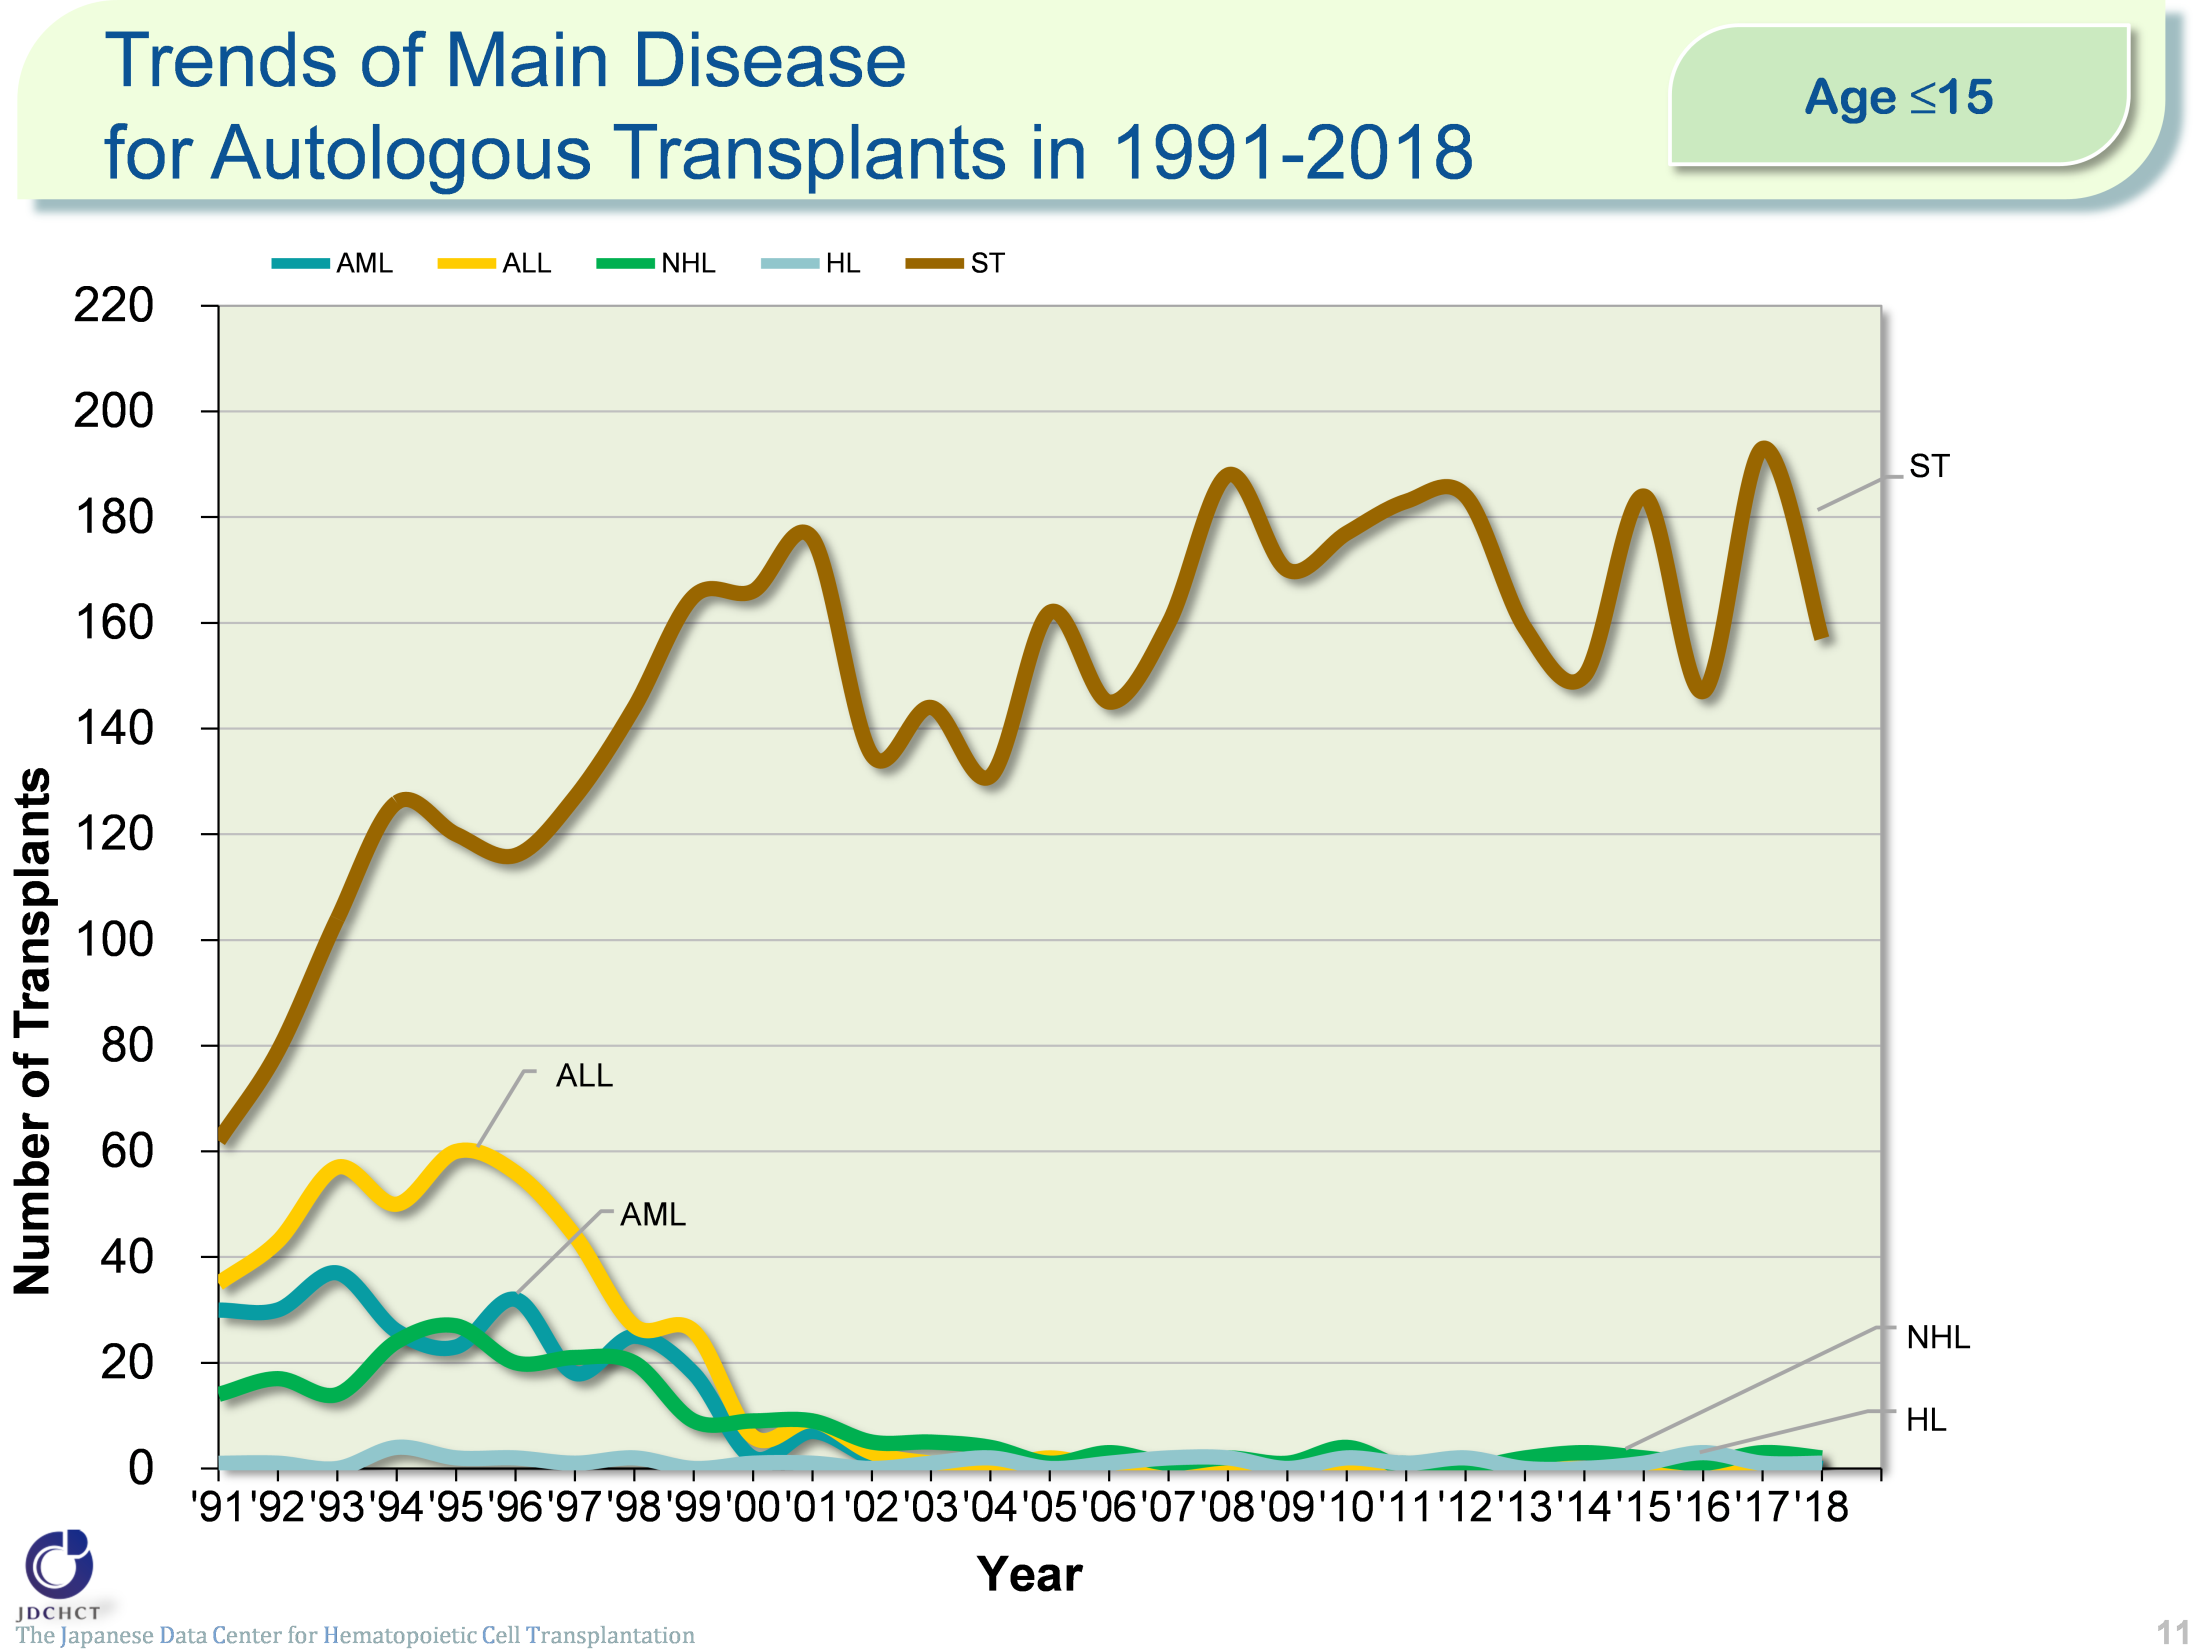 Trends of Main Disease
for Autologous Transplants in 1991-2018
Age ≤15
AML ALL NHL HL ST
220
200
180
160
140
120
100
80
60
40
20
0
Number of Transplants
ST
ALL
AML
NHL
HL
'91 '92 '93 '94 '95 '96 '97 '98 '99 '00 '01 '02 '03 '04 '05 '06 '07 '08 '09 '10 '11 '12 '13 '14 '15 '16 '17 '18
Year
JDCHCT
The Japanese Data Center for Hematopoietic Cell Transplantation
11